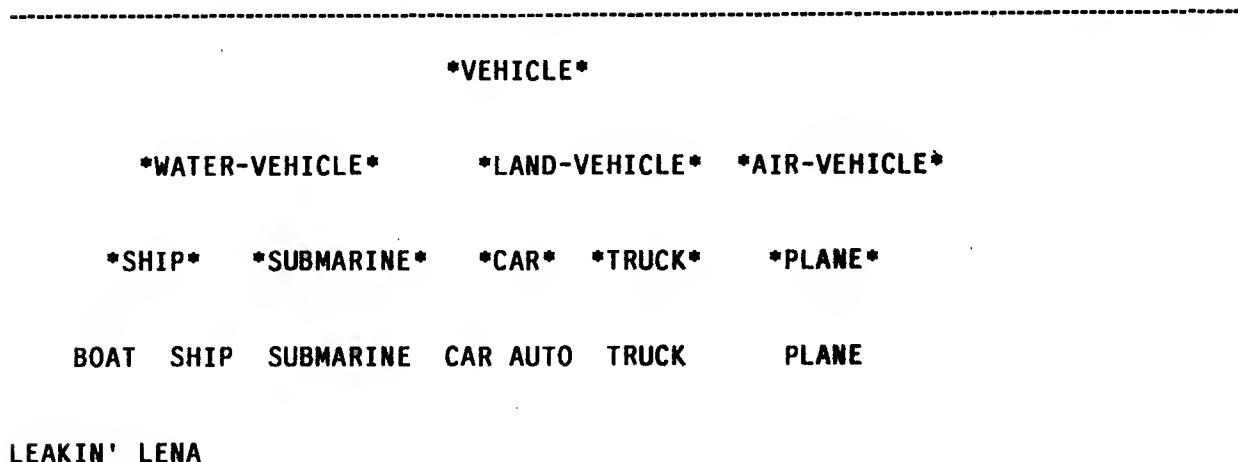 *VEHICLE*
*WATER-VEHICLE* *LAND-VEHICLE* *AIR-VEHICLE*
*SHIP* *SUBMARINE* *CAR* *TRUCK* *PLANE*
BOAT SHIP SUBMARINE CAR AUTO TRUCK PLANE
LEAKIN' LENA